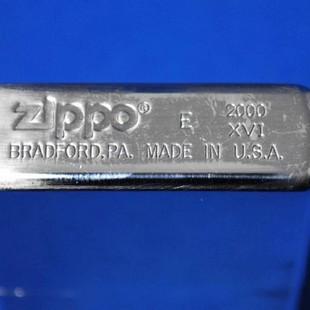 zippo® E 2000
XVI
BRADFORD, PA. MADE IN U.S.A.